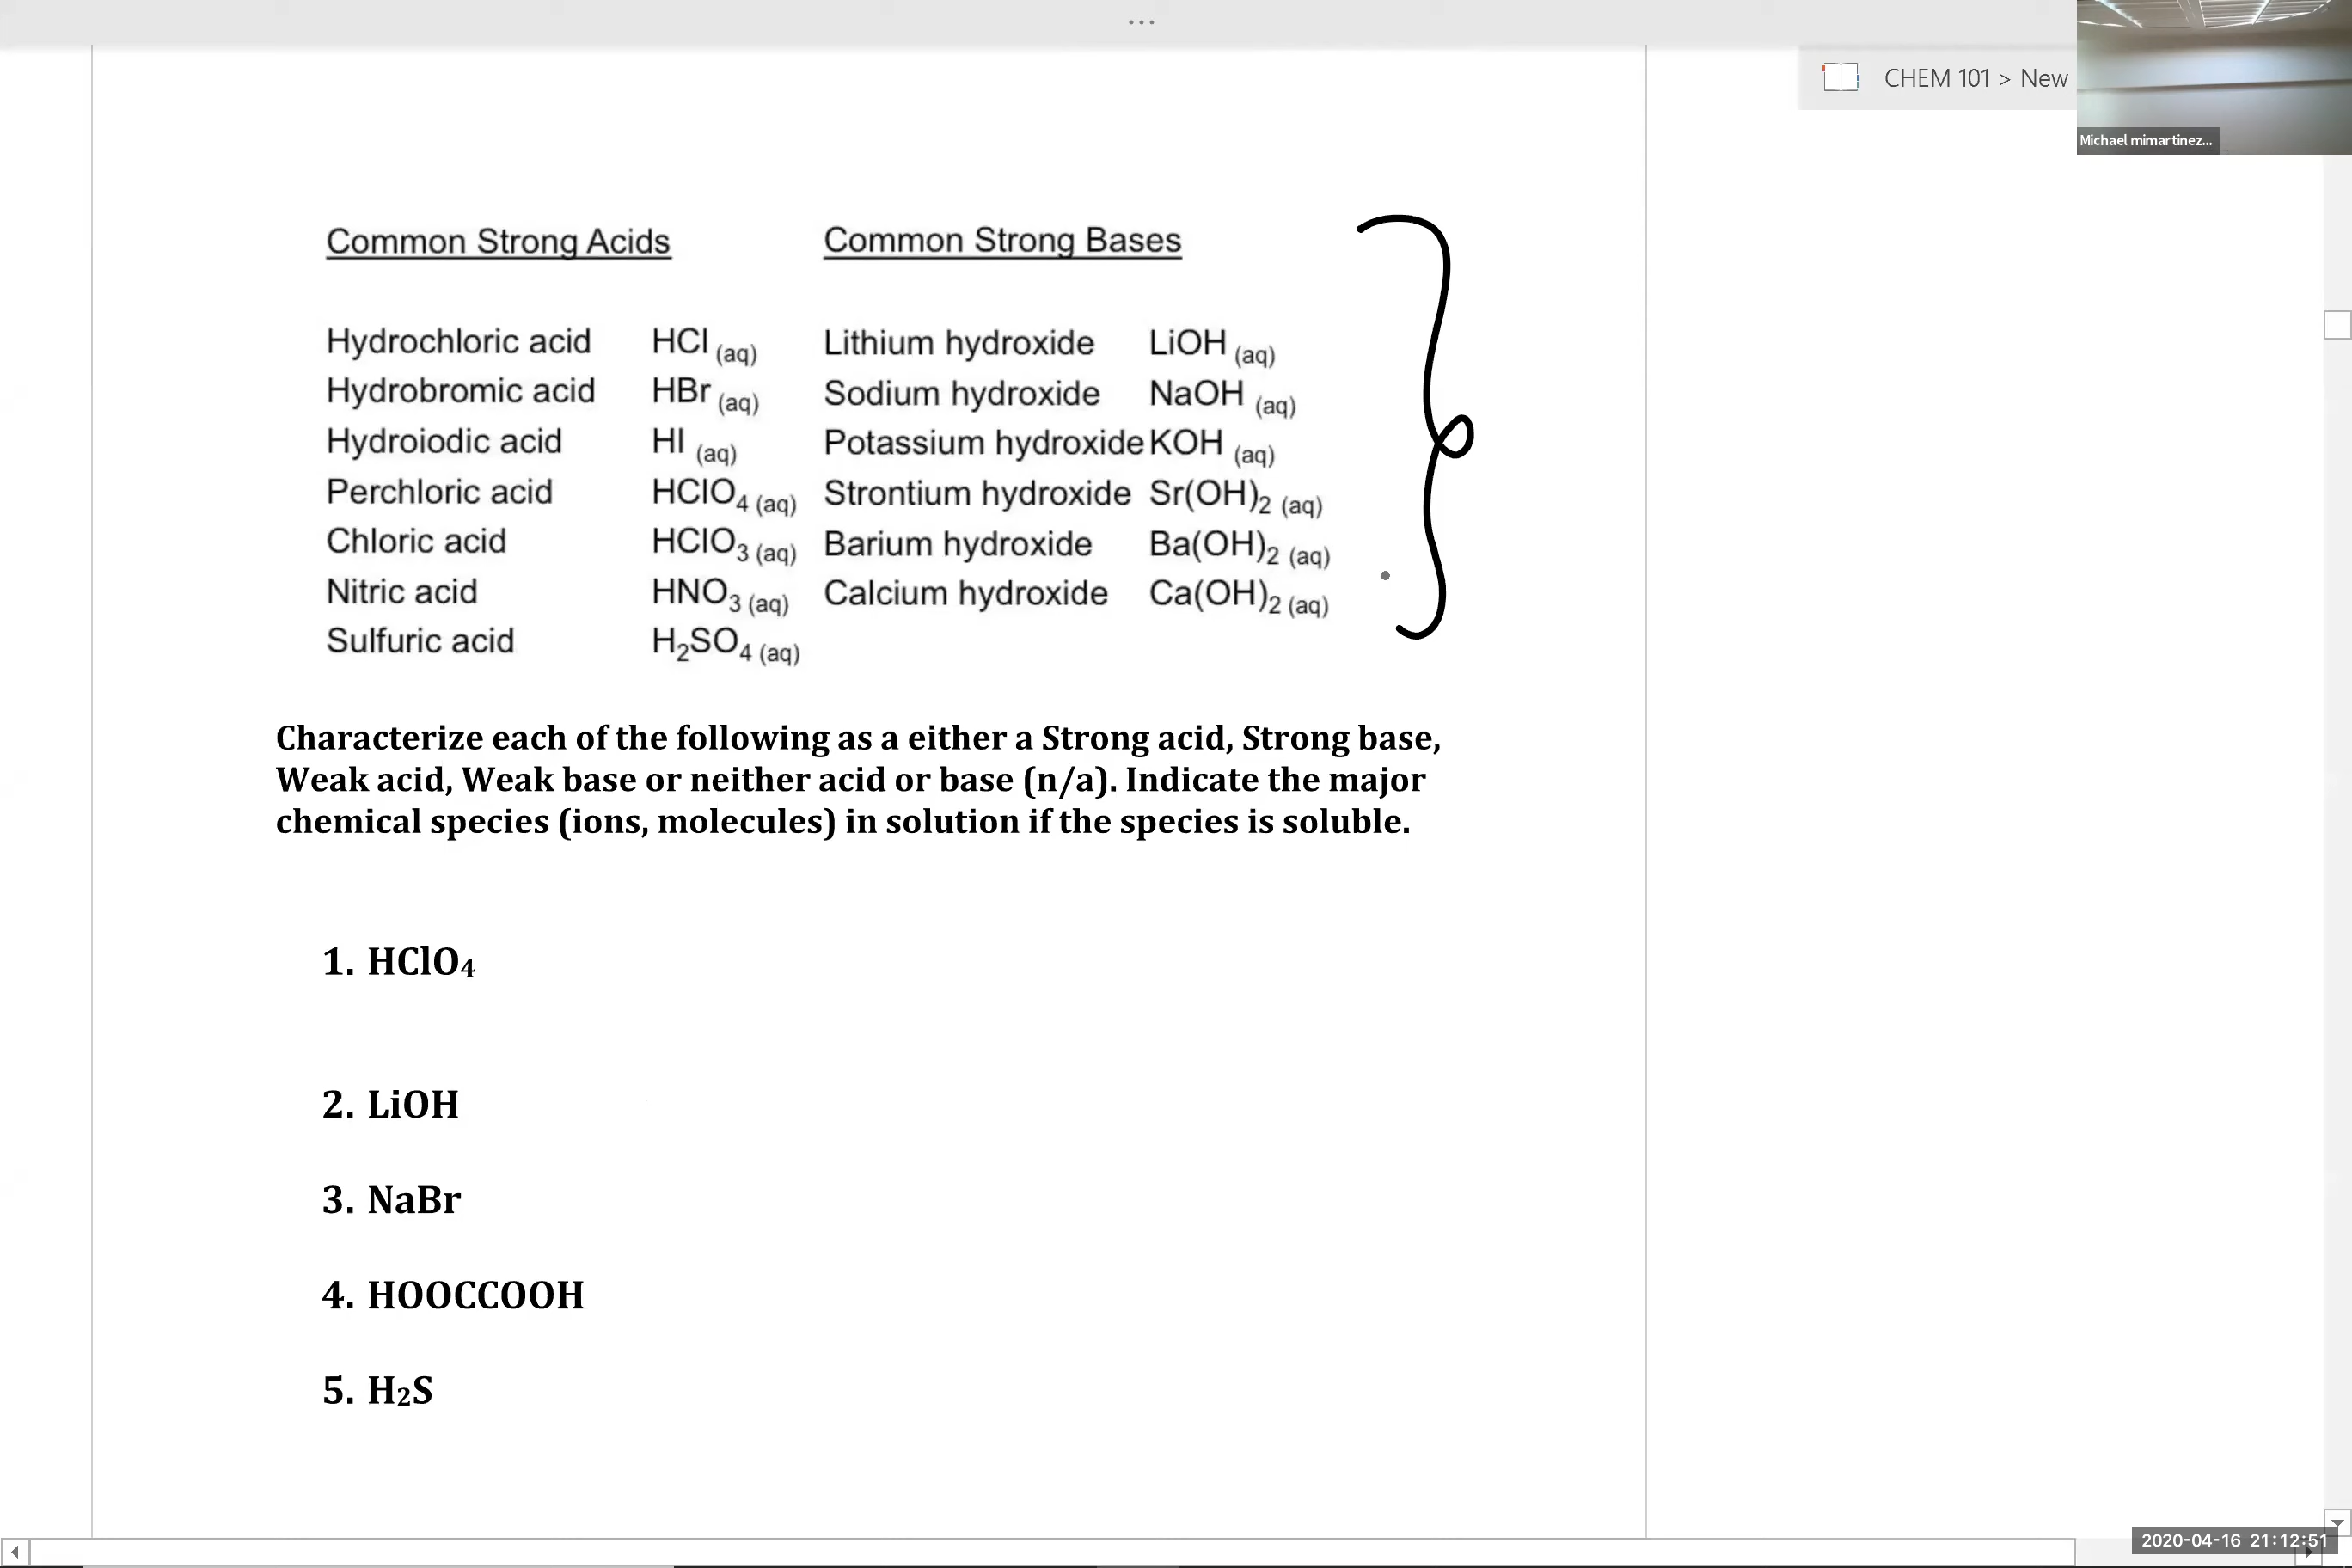 ...
CHEM 101 > New
Michael mimartinez...
Common Strong Acids Common Strong Bases
Hydrochloric acid HCl (aq) Lithium hydroxide LiOH (aq)
Hydrobromic acid HBr (aq) Sodium hydroxide NaOH (aq)
Hydroiodic acid HI (aq) Potassium hydroxide KOH (aq)
Perchloric acid HClO4 (aq) Strontium hydroxide Sr(OH)2 (aq)
Chloric acid HClO3 (aq) Barium hydroxide Ba(OH)2 (aq)
Nitric acid HNO3 (aq) Calcium hydroxide Ca(OH)2 (aq)
Sulfuric acid H2SO4 (aq)
Characterize each of the following as a either a Strong acid, Strong base,
Weak acid, Weak base or neither acid or base (n/a). Indicate the major
chemical species (ions, molecules) in solution if the species is soluble.
1. HClO4
2. LiOH
3. NaBr
4. HOOCCOOH
5. H2S
2020-04-16 21:12:51